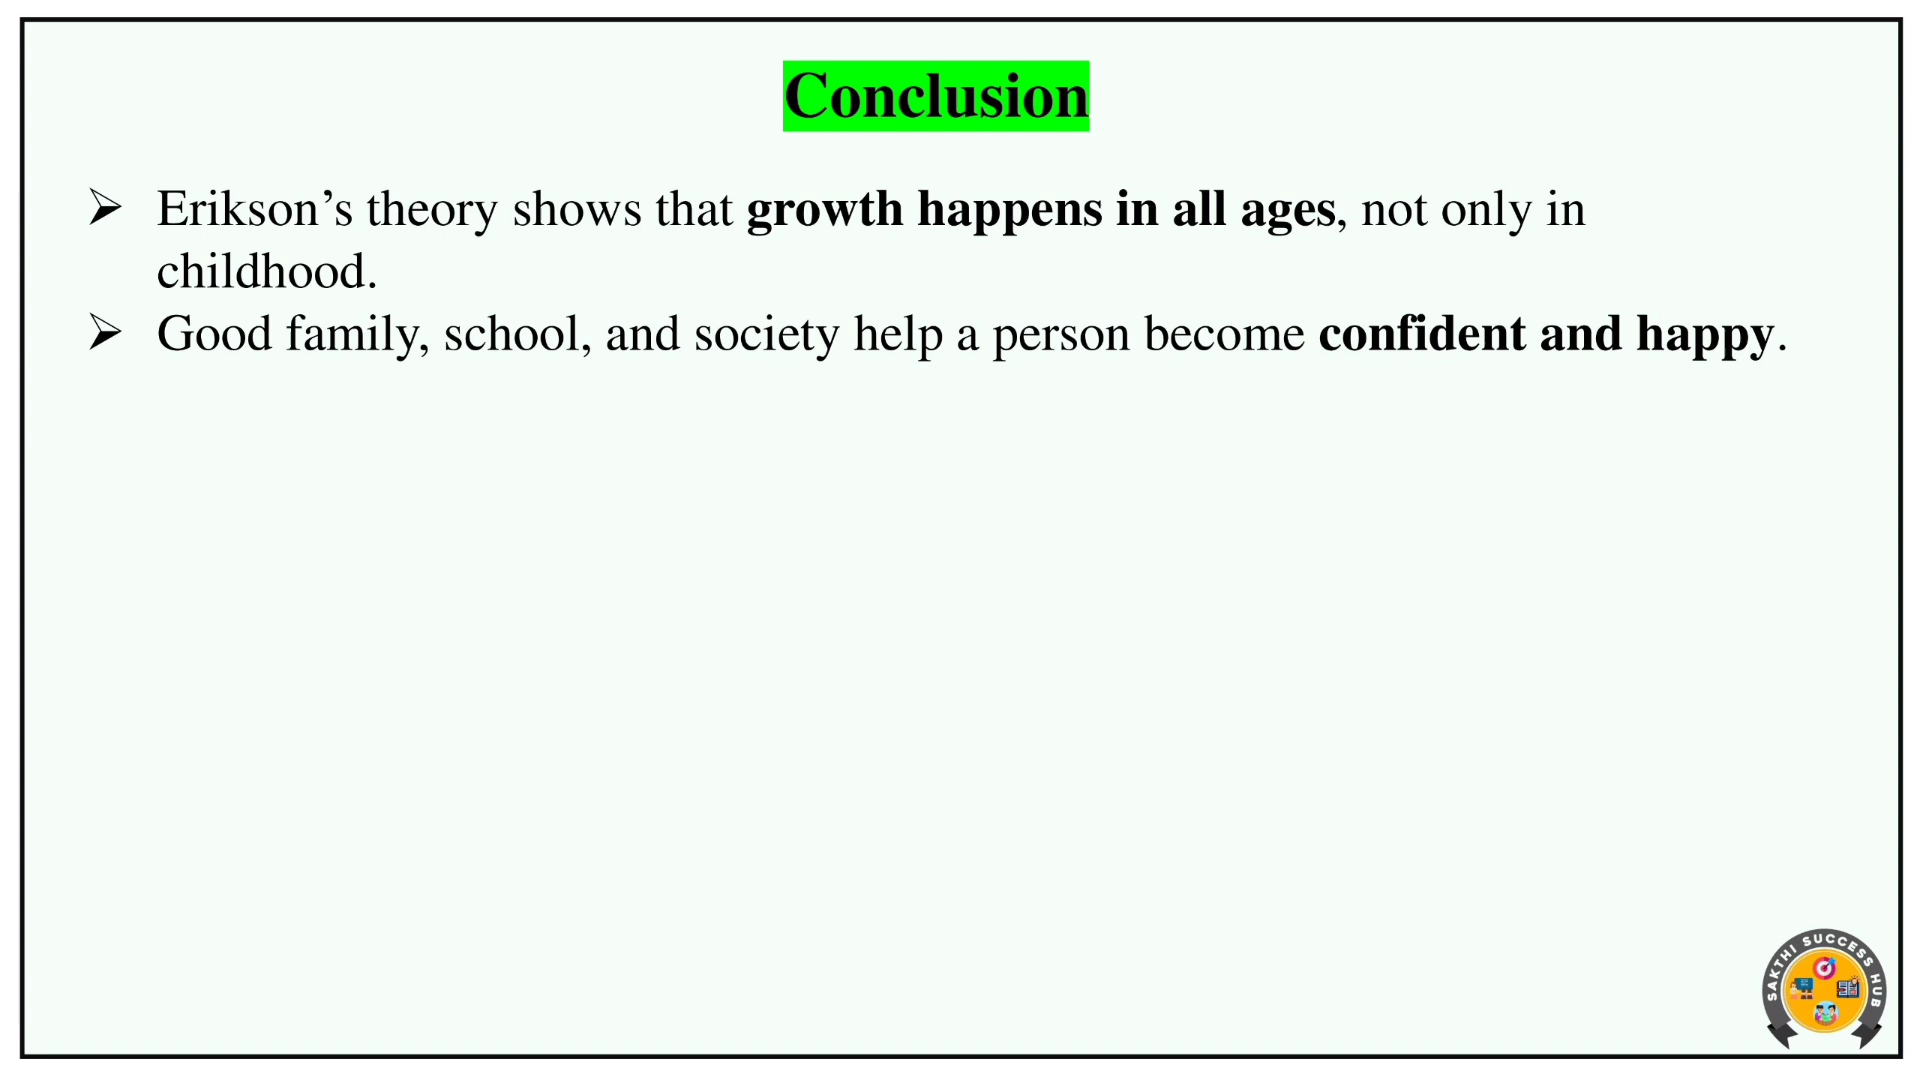 Conclusion
➢ Erikson’s theory shows that growth happens in all ages, not only in
childhood.
➢ Good family, school, and society help a person become confident and happy.
SAKTHI SUCCESS HUB